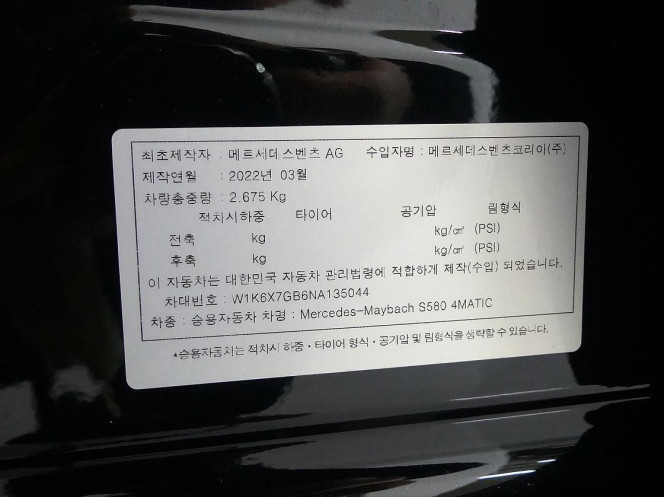 최초제작자 : 메르세데스벤츠 AG 수입자명 : 메르세데스벤츠코리아(주)
제작연월 : 2022년 03월
차량총중량 : 2,675 Kg
적치시하중 타이어 공기압 림형식
전축 kg kg/㎠ (PSI)
후축 kg kg/㎠ (PSI)
이 자동차는 대한민국 자동차 관리법령에 적합하게 제작(수입) 되었습니다.
차대번호 : W1K6X7GB6NA135044
차종 : 승용자동차 차명 : Mercedes-Maybach S580 4MATIC
*승용자동차는 적차시 하중·타이어 형식·공기압 및 림형식을 생략할 수 있습니다.